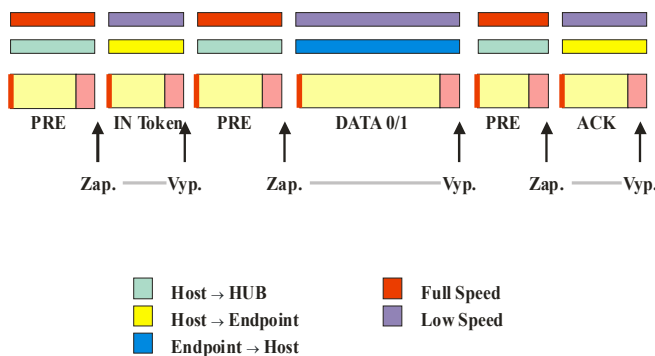 PRE IN Token PRE DATA 0/1 PRE ACK
Zap. Vyp. Zap. Vyp. Zap. Vyp.
Host → HUB
Host → Endpoint
Endpoint → Host
Full Speed
Low Speed